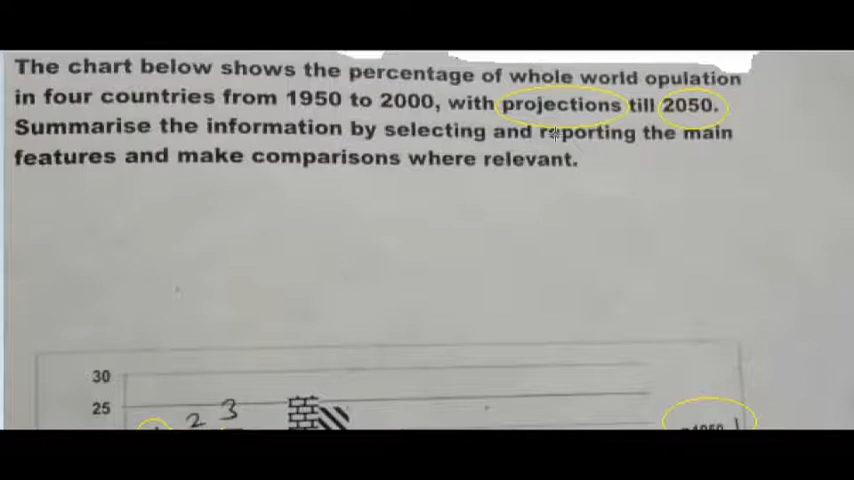 The chart below shows the percentage of whole world opulation
in four countries from 1950 to 2000, with projections till 2050.
Summarise the information by selecting and reporting the main
features and make comparisons where relevant.
30
25
2 3